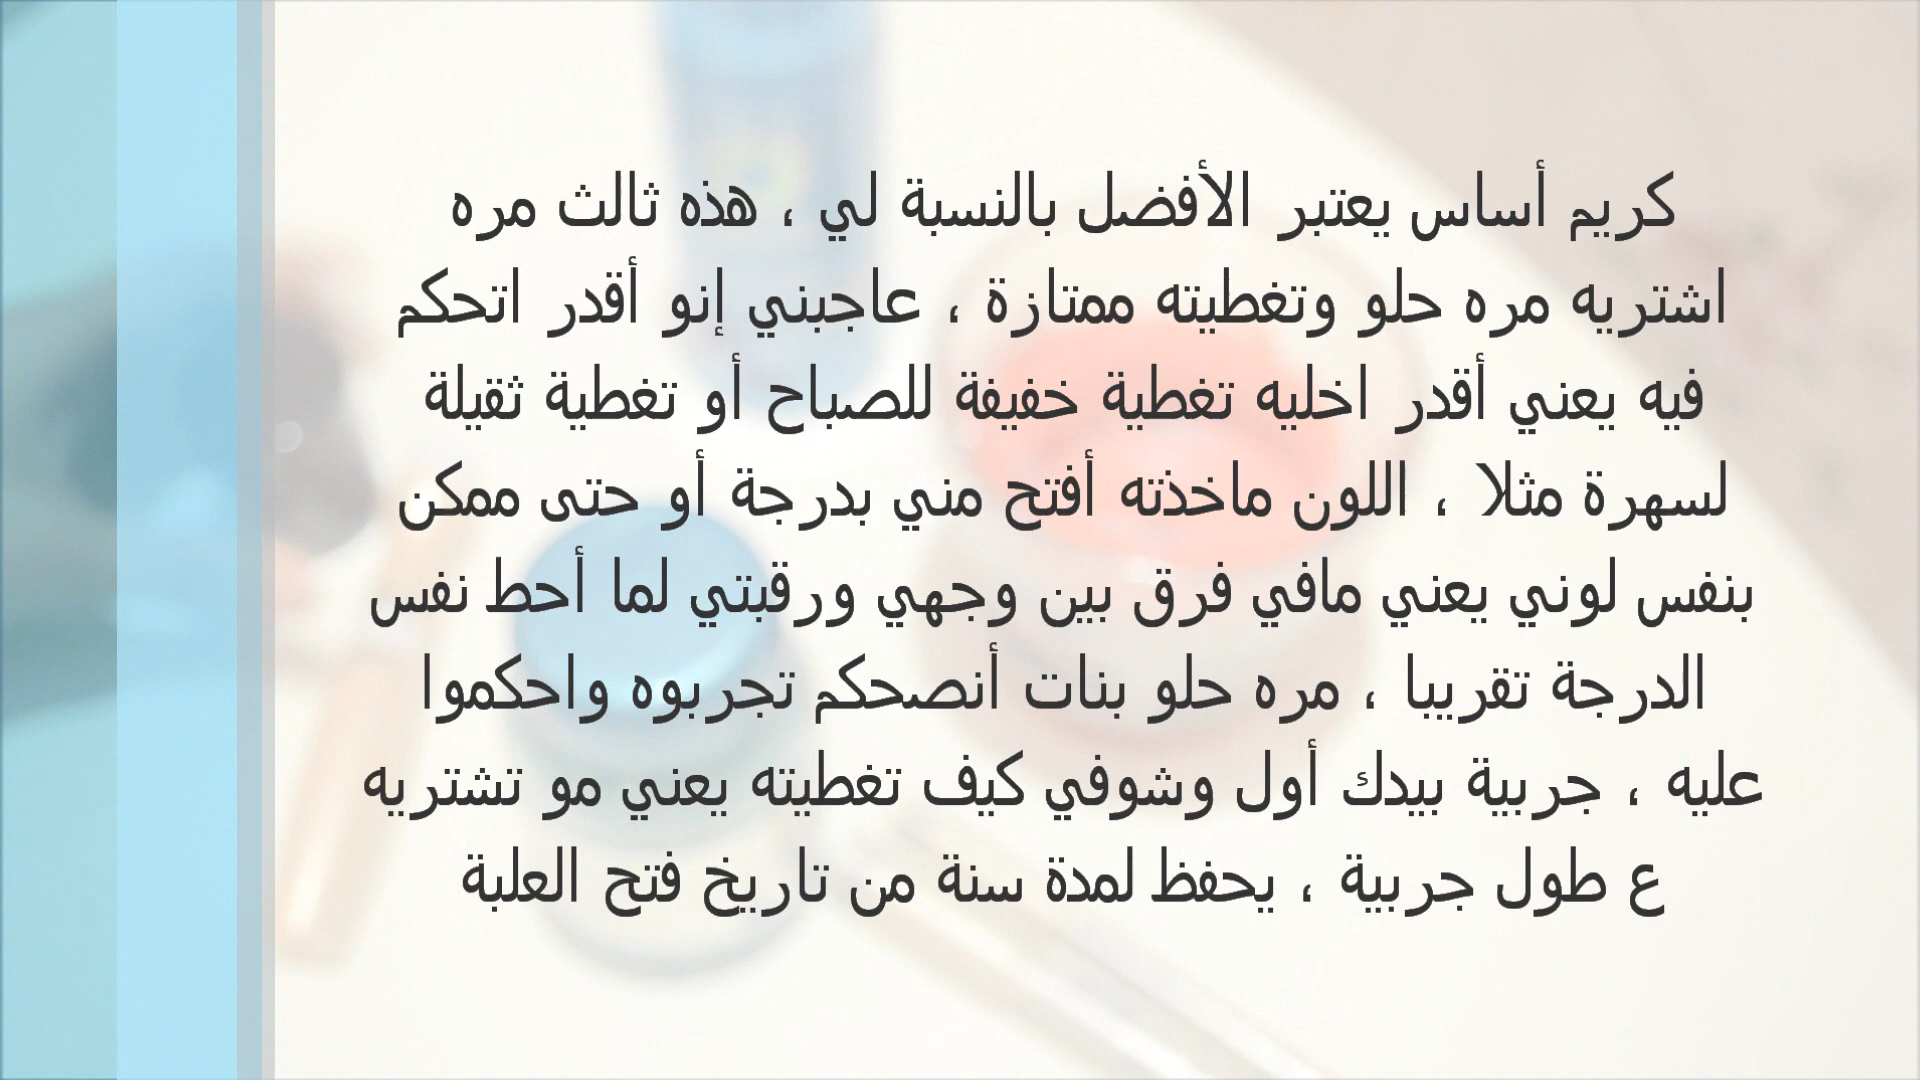 كريم أساس يعتبر الأفضل بالنسبة لي ، هذه ثالث مره
اشتريه مره حلو وتغطيته ممتازة ، عاجبني إنو أقدر اتحكم
فيه يعني أقدر اخليه تغطية خفيفة للصباح أو تغطية ثقيلة
لسهرة مثلا ، اللون ماخذته أفتح مني بدرجة أو حتى ممكن
بنفس لوني يعني مافي فرق بين وجهي ورقبتي لما أحط نفس
الدرجة تقريبا ، مره حلو بنات أنصحكم تجربوه واحكموا
عليه ، جربية بيدك أول وشوفي كيف تغطيته يعني مو تشتريه
ع طول جربية ، يحفظ لمدة سنة من تاريخ فتح العلبة